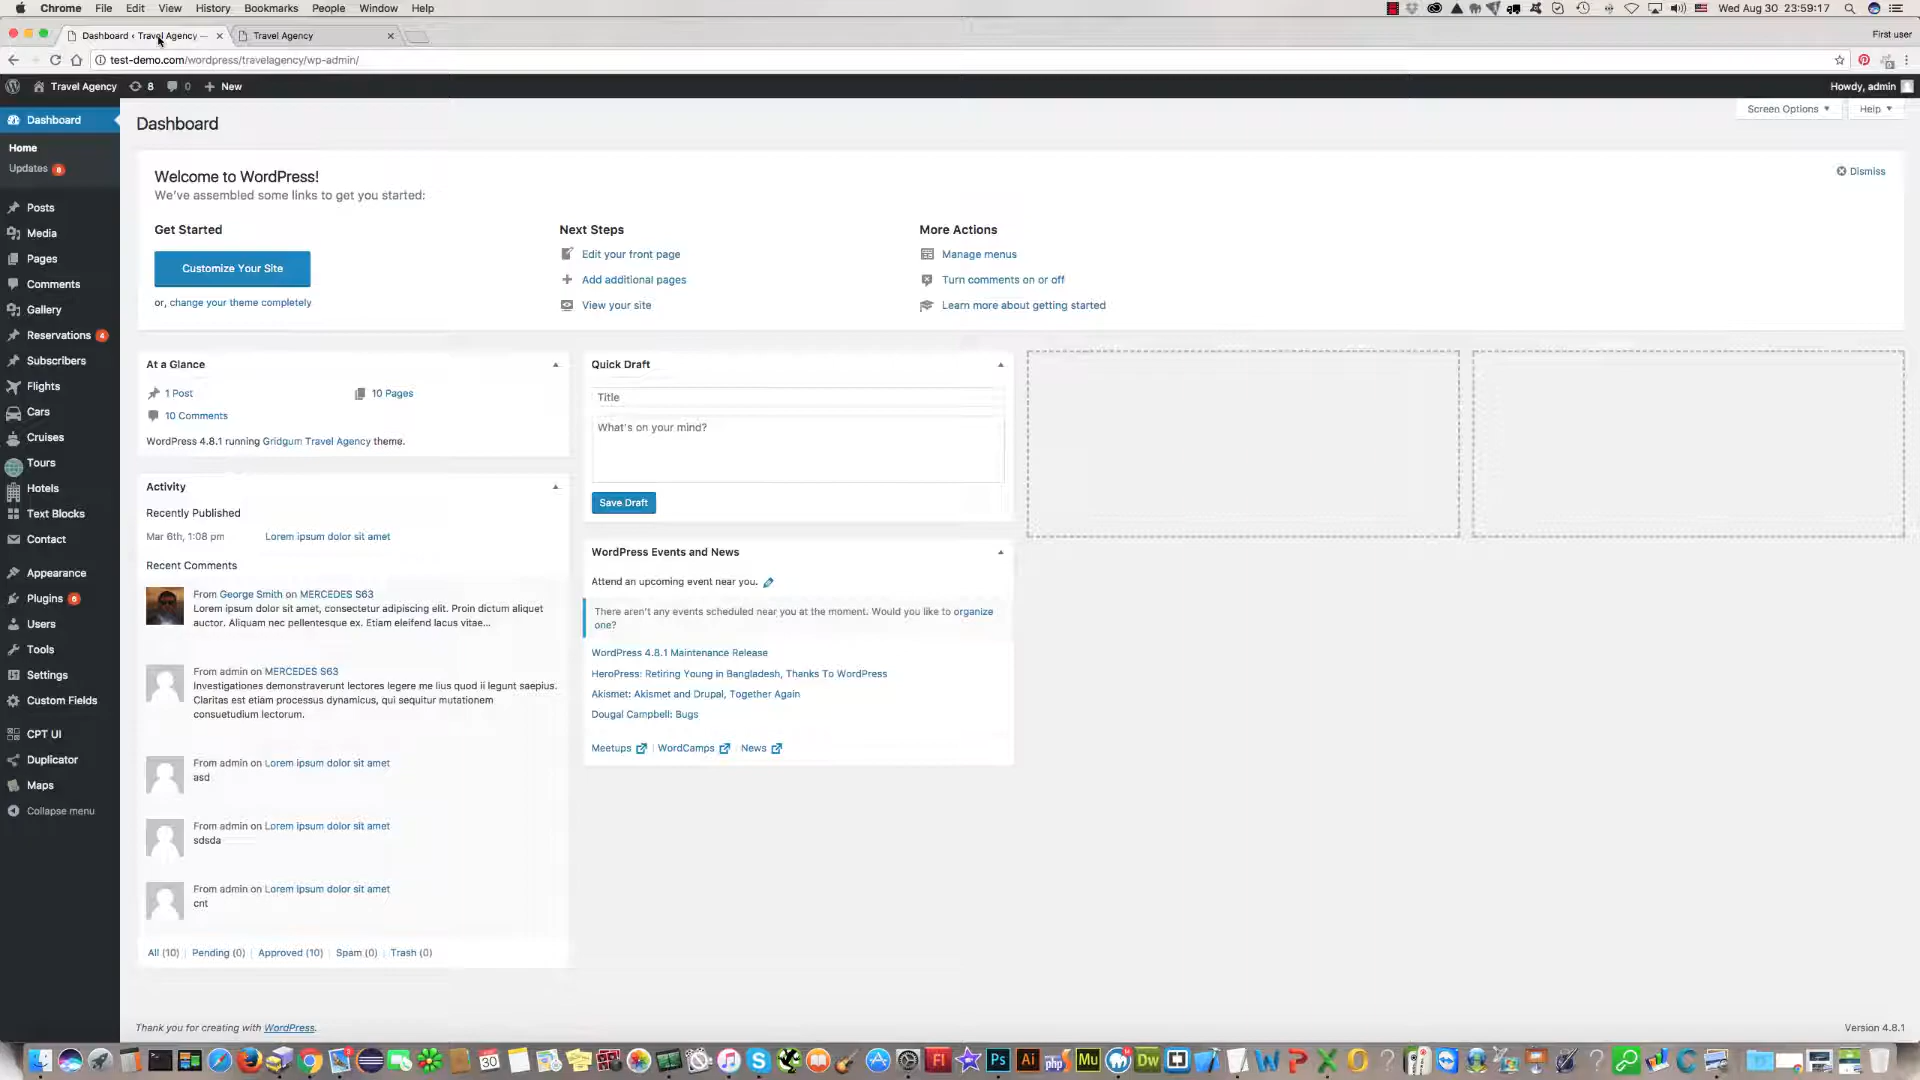 Chrome File Edit View History Bookmarks People Window Help
Wed Aug 30 23:59:17
Dashboard ‹ Travel Agency —
Travel Agency
First user
test-demo.com/wordpress/travelagency/wp-admin/
Travel Agency 8 0 + New
Howdy, admin
Dashboard
Home
Updates 8
Posts
Media
Pages
Comments
Gallery
Reservations 4
Subscribers
Flights
Cars
Cruises
Tours
Hotels
Text Blocks
Contact
Appearance
Plugins 6
Users
Tools
Settings
Custom Fields
CPT UI
Duplicator
Maps
Collapse menu
Dashboard
Screen Options
Help
Welcome to WordPress!
We've assembled some links to get you started:
Dismiss
Get Started
Customize Your Site
or, change your theme completely
Next Steps
Edit your front page
Add additional pages
View your site
More Actions
Manage menus
Turn comments on or off
Learn more about getting started
At a Glance
1 Post
10 Pages
10 Comments
WordPress 4.8.1 running Gridgum Travel Agency theme.
Activity
Recently Published
Mar 6th, 1:08 pm Lorem ipsum dolor sit amet
Recent Comments
From George Smith on MERCEDES S63
Lorem ipsum dolor sit amet, consectetur adipiscing elit. Proin dictum aliquet
auctor. Aliquam nec pellentesque ex. Etiam eleifend lacus vitae...
From admin on MERCEDES S63
Investigationes demonstraverunt lectores legere me lius quod ii legunt saepius.
Claritas est etiam processus dynamicus, qui sequitur mutationem
consuetudium lectorum.
From admin on Lorem ipsum dolor sit amet
asd
From admin on Lorem ipsum dolor sit amet
sdsda
From admin on Lorem ipsum dolor sit amet
cnt
All (10) | Pending (0) | Approved (10) | Spam (0) | Trash (0)
Quick Draft
Title
What's on your mind?
Save Draft
WordPress Events and News
Attend an upcoming event near you.
There aren't any events scheduled near you at the moment. Would you like to organize
one?
WordPress 4.8.1 Maintenance Release
HeroPress: Retiring Young in Bangladesh, Thanks To WordPress
Akismet: Akismet and Drupal, Together Again
Dougal Campbell: Bugs
Meetups | WordCamps | News
Thank you for creating with WordPress.
Version 4.8.1
30 Fl Ps Ai php Mu Dw